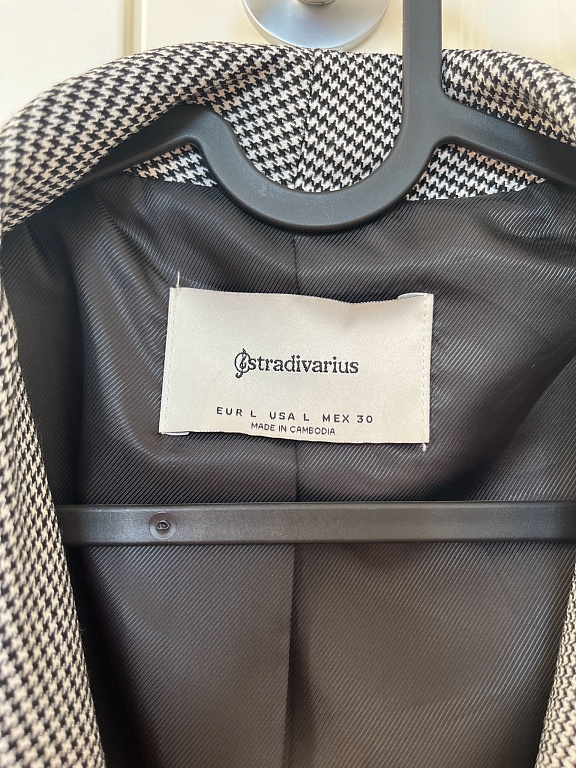 stradivarius
EUR L USA L MEX 30
MADE IN CAMBODIA